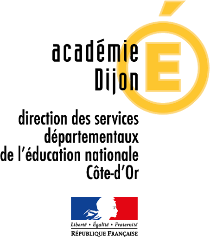 académie
Dijon
É
direction des services
départementaux
de l'éducation nationale
Côte-d'Or
Liberté • Égalité • Fraternité
RÉPUBLIQUE FRANÇAISE